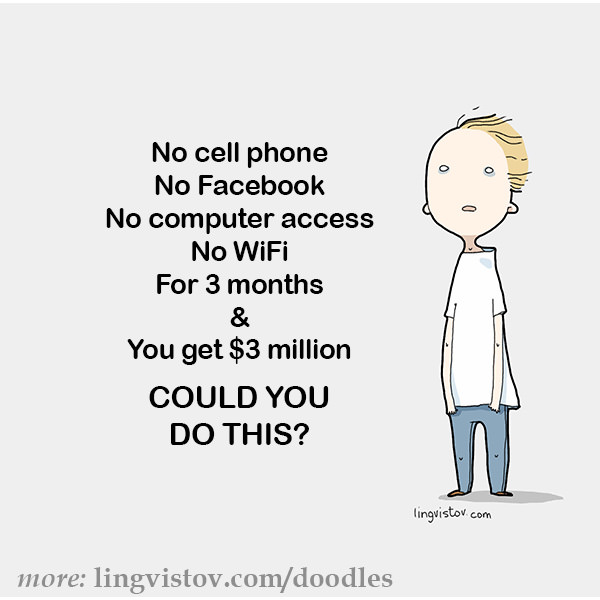 No cell phone
No Facebook
No computer access
No WiFi
For 3 months
&
You get $3 million
COULD YOU
DO THIS?
lingvistov.com
more: lingvistov.com/doodles